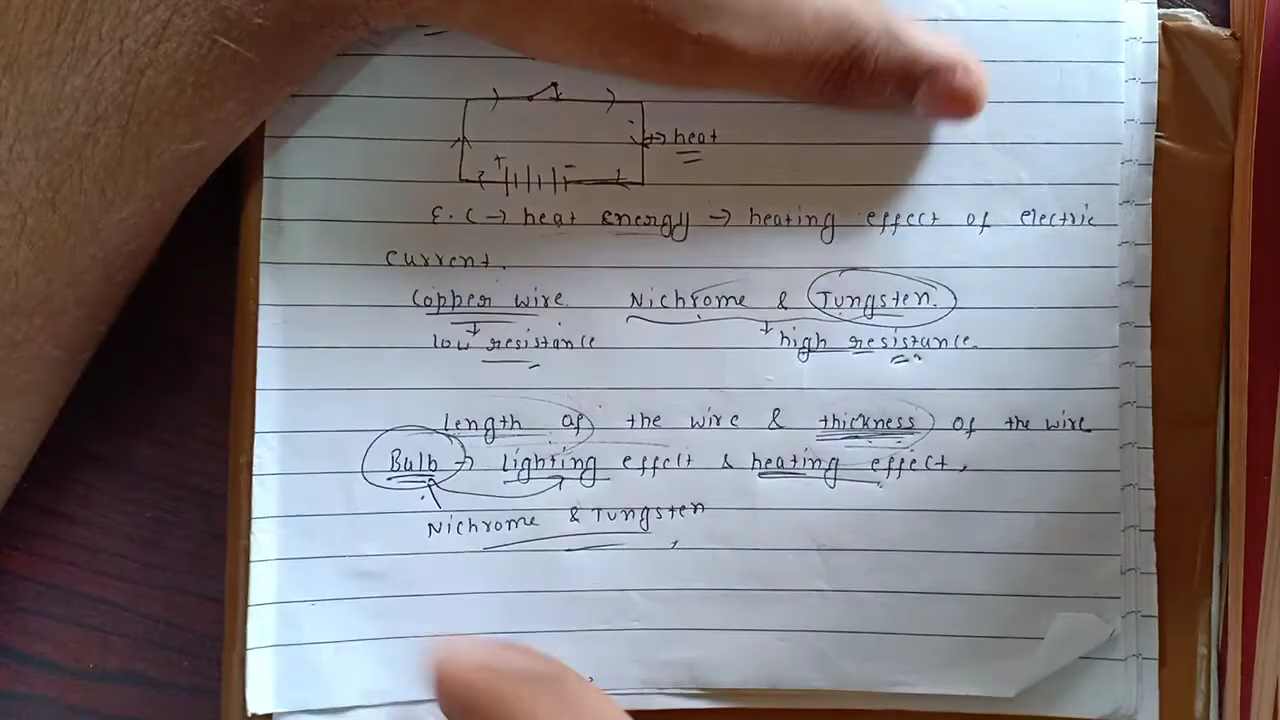 + -
→ heat
E.C → heat energy → heating effect of electric
current.
Copper wire Nichrome & Tungsten.
low resistance high resistance.
Length of the wire & thickness of the wire
Bulb → Lighting effect & heating effect.
Nichrome & Tungsten